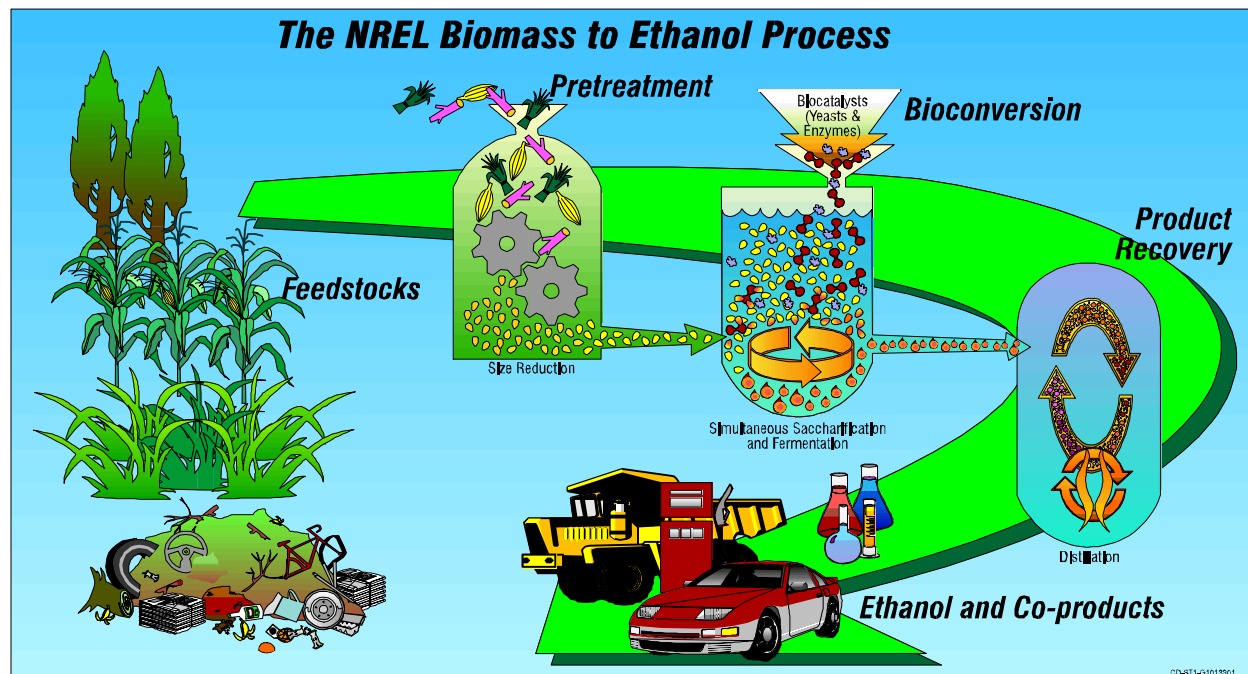 The NREL Biomass to Ethanol Process
Pretreatment
Biocatalysts
(Yeasts &
Enzymes)
Bioconversion
Product
Recovery
Feedstocks
Size Reduction
Simultaneous Saccharification
and Fermentation
Distillation
Ethanol and Co-products